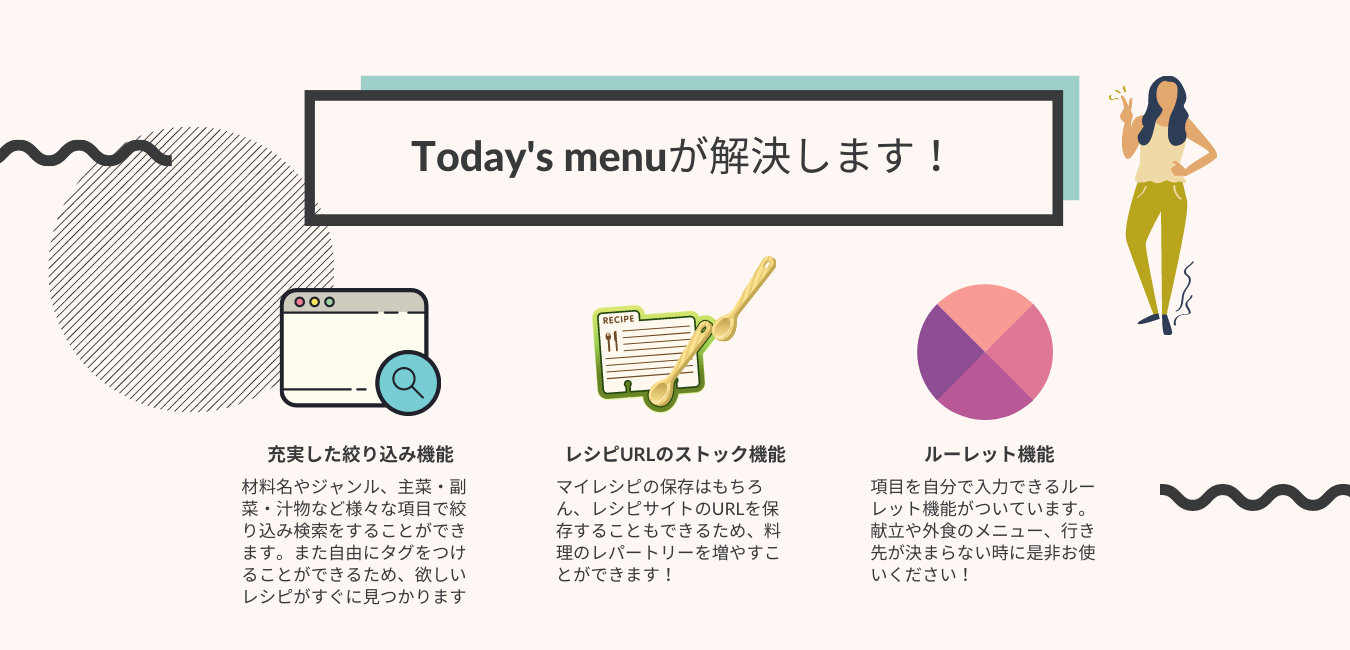 Today's menuが解決します！
RECIPE
充実した絞り込み機能
材料名やジャンル、主菜・副
菜・汁物など様々な項目で絞
り込み検索をすることができ
ます。また自由にタグをつけ
ることができるため、欲しい
レシピがすぐに見つかります
レシピURLのストック機能
マイレシピの保存はもちろ
ん、レシピサイトのURLを保
存することもできるため、料
理のレパートリーを増やすこ
とができます！
ルーレット機能
項目を自分で入力できるルー
レット機能がついています。
献立や外食のメニュー、行き
先が決まらない時に是非お使
いください！